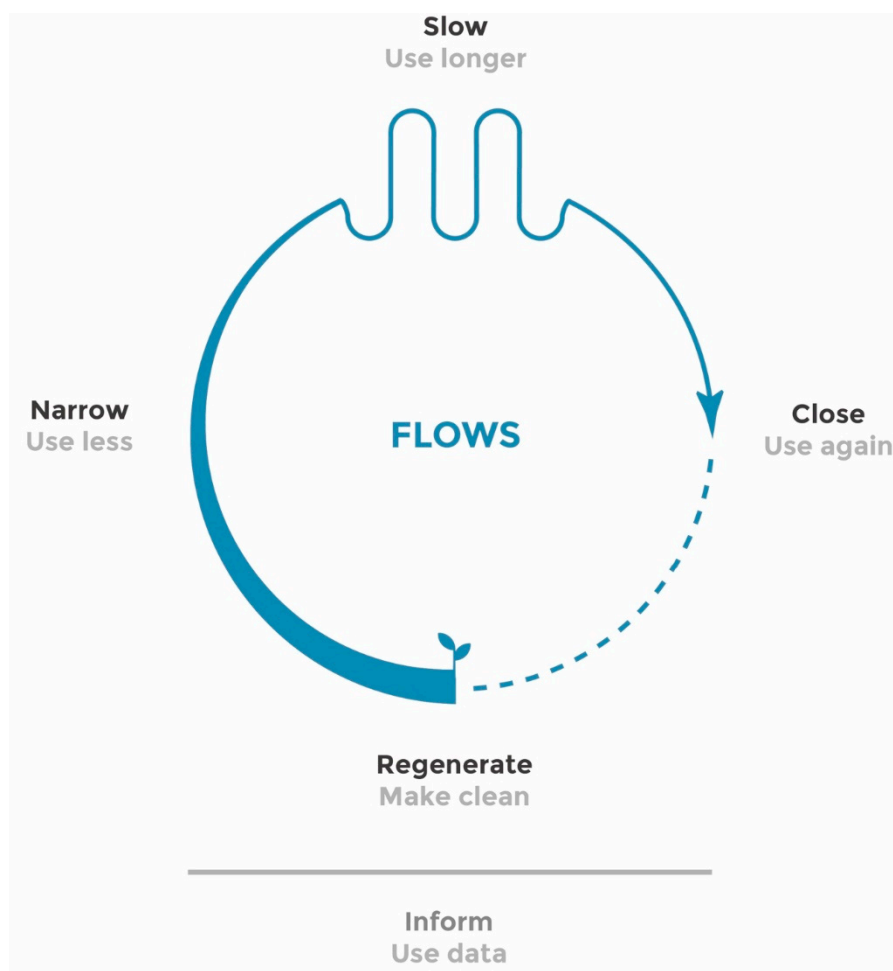 Slow
Use longer
Narrow
Use less
FLOWS
Close
Use again
Regenerate
Make clean
Inform
Use data